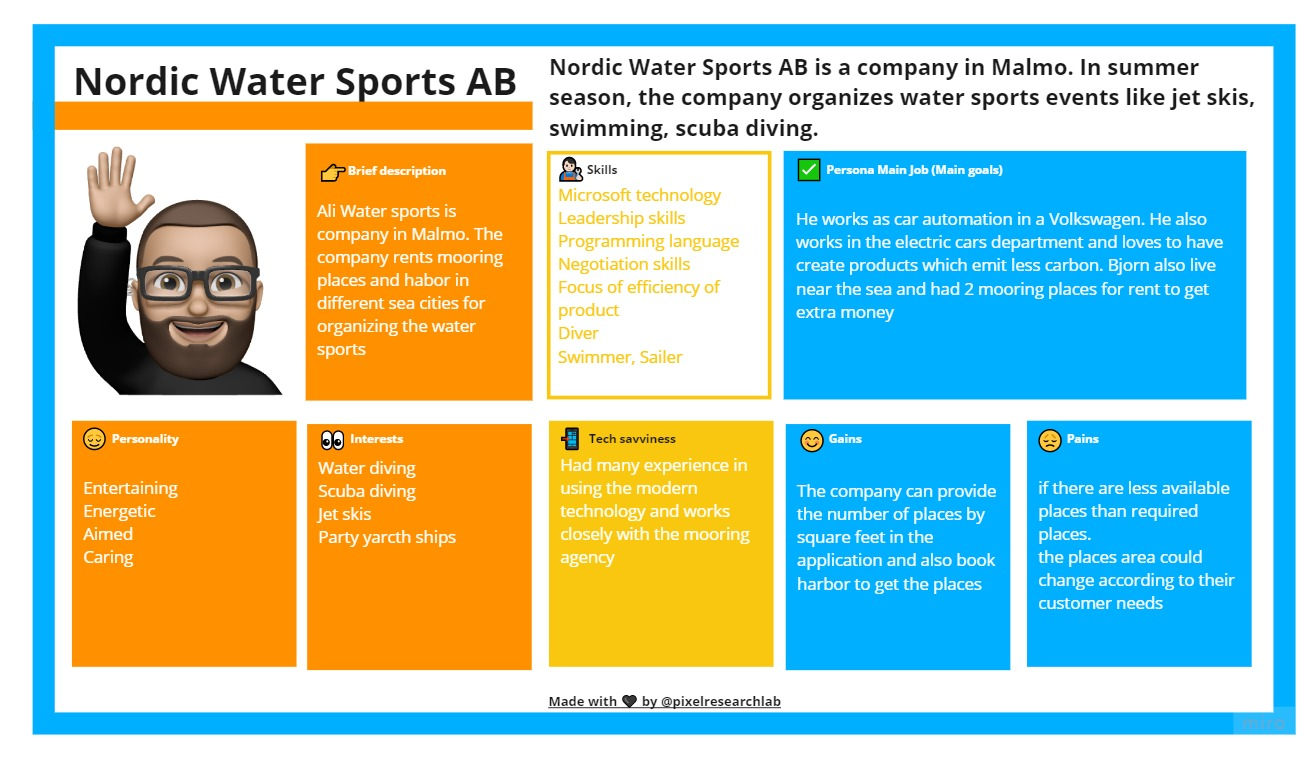 Nordic Water Sports AB
Nordic Water Sports AB is a company in Malmo. In summer
season, the company organizes water sports events like jet skis,
swimming, scuba diving.
Brief description
Ali Water sports is
company in Malmo. The
company rents mooring
places and habor in
different sea cities for
organizing the water
sports
Skills
Microsoft technology
Leadership skills
Programming language
Negotiation skills
Focus of efficiency of
product
Diver
Swimmer, Sailer
Persona Main Job (Main goals)
He works as car automation in a Volkswagen. He also
works in the electric cars department and loves to have
create products which emit less carbon. Bjorn also live
near the sea and had 2 mooring places for rent to get
extra money
Personality
Entertaining
Energetic
Aimed
Caring
Interests
Water diving
Scuba diving
Jet skis
Party yarcth ships
Tech savviness
Had many experience in
using the modern
technology and works
closely with the mooring
agency
Gains
The company can provide
the number of places by
square feet in the
application and also book
harbor to get the places
Pains
if there are less available
places than required
places.
the places area could
change according to their
customer needs
Made with 🖤 by @pixelresearchlab
miro